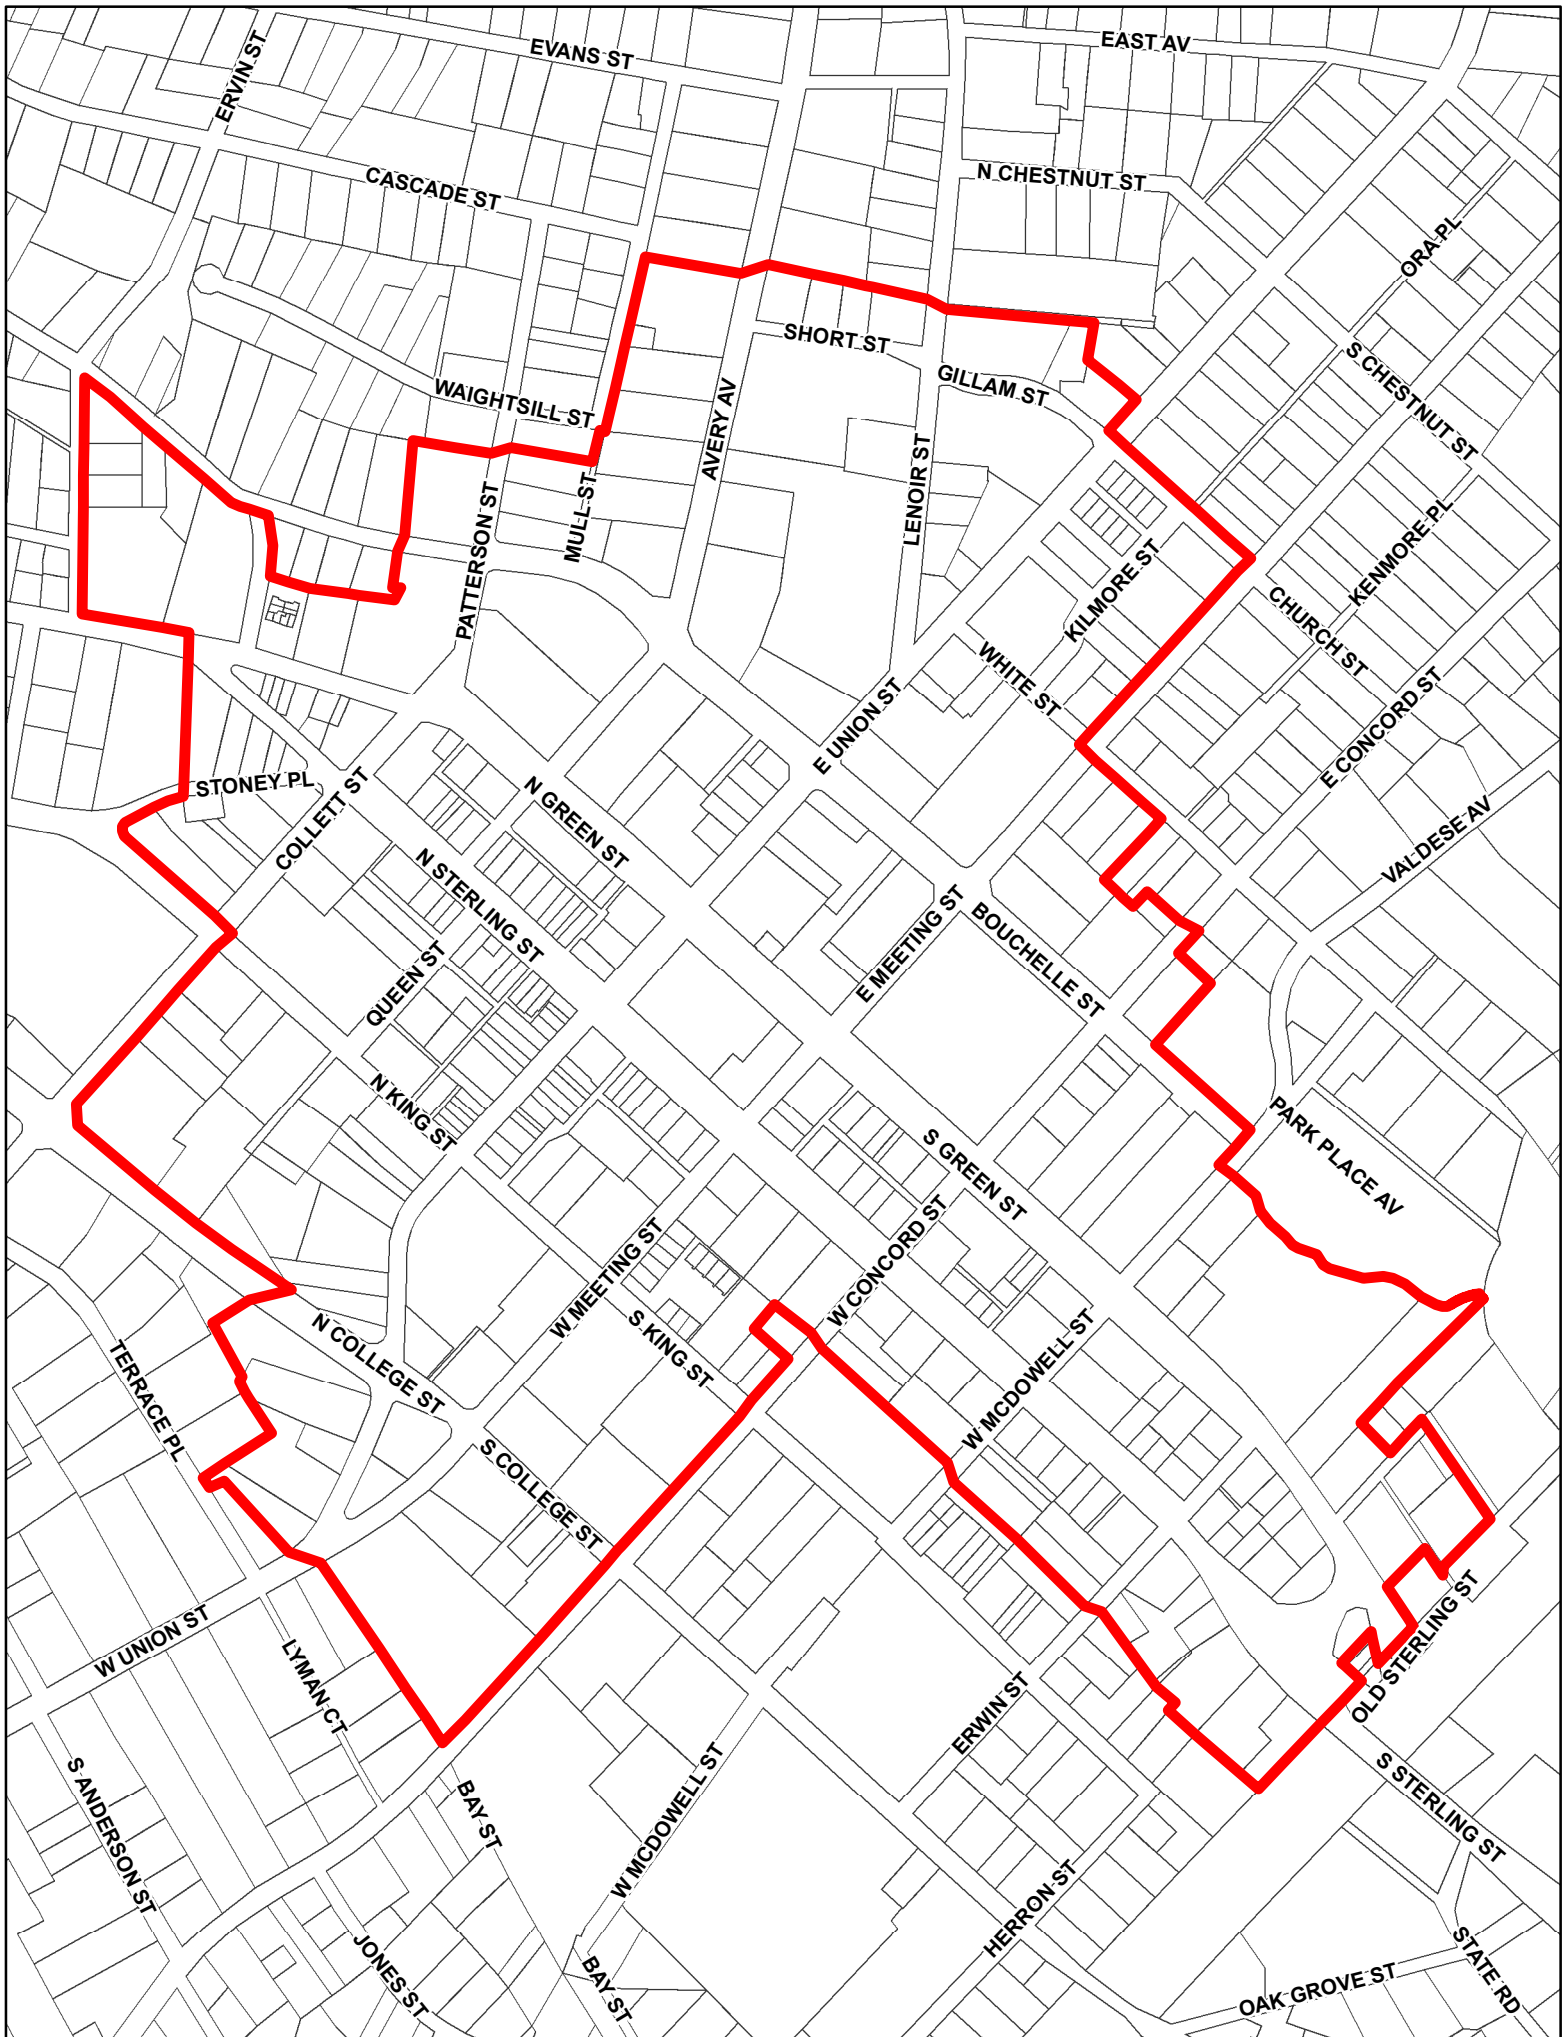 EVANS ST
EAST AV
ERVIN ST
CASCADE ST
N CHESTNUT ST
ORA PL
SHORT ST
S CHESTNUT ST
GILLAM ST
WAIGHTSILL ST
AVERY AV
LENOIR ST
MULL ST
PATTERSON ST
KENMORE PL
KILMORE ST
CHURCH ST
WHITE ST
E UNION ST
E CONCORD ST
STONEY PL
COLLETT ST
N GREEN ST
VALDESE AV
N STERLING ST
E MEETING ST
BOUCHELLE ST
QUEEN ST
N KING ST
PARK PLACE AV
S GREEN ST
W CONCORD ST
W MEETING ST
S KING ST
N COLLEGE ST
TERRACE PL
W MCDOWELL ST
S COLLEGE ST
OLD STERLING ST
W UNION ST
LYMAN CT
ERWIN ST
S ANDERSON ST
BAY ST
W MCDOWELL ST
S STERLING ST
HERRON ST
JONES ST
BAY ST
OAK GROVE ST
STATE RD